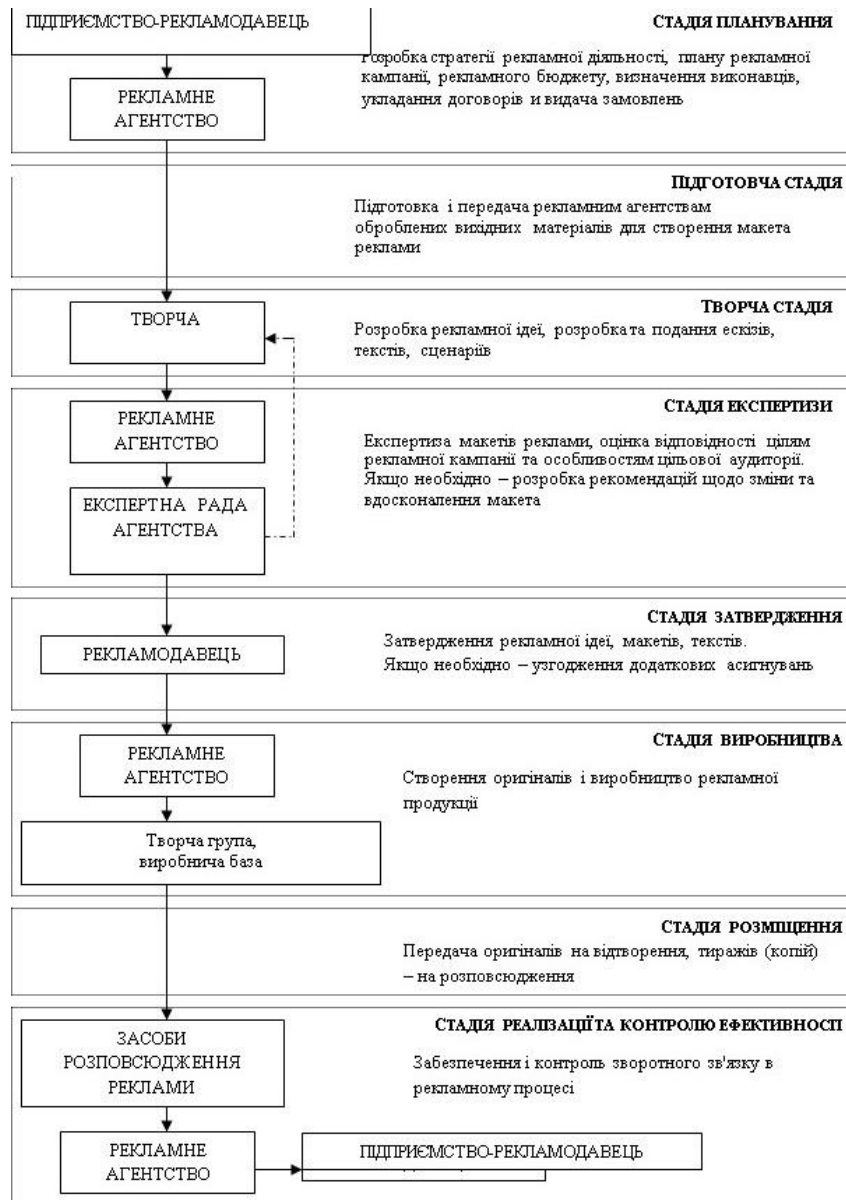 ПІДПРИЄМСТВО-РЕКЛАМОДАВЕЦЬ
СТАДІЯ ПЛАНУВАННЯ
Розробка стратегії рекламної діяльності, плану рекламної
кампанії, рекламного бюджету, визначення виконавців,
укладання договорів и видача замовлень
РЕКЛАМНЕ
АГЕНТСТВО
ПІДГОТОВЧА СТАДІЯ
Підготовка і передача рекламним агентствам
оброблених вихідних матеріалів для створення макета
реклами
ТВОРЧА СТАДІЯ
ТВОРЧА
Розробка рекламної ідеї, розробка та подання ескізів,
текстів, сценаріїв
СТАДІЯ ЕКСПЕРТИЗИ
РЕКЛАМНЕ
АГЕНТСТВО
Експертиза макетів реклами, оцінка відповідності цілям
рекламної кампанії та особливостям цільової аудиторії.
Якщо необхідно – розробка рекомендацій щодо зміни та
вдосконалення макета
ЕКСПЕРТНА РАДА
АГЕНТСТВА
СТАДІЯ ЗАТВЕРДЖЕННЯ
РЕКЛАМОДАВЕЦЬ
Затвердження рекламної ідеї, макетів, текстів.
Якщо необхідно – узгодження додаткових асигнувань
СТАДІЯ ВИРОБНИЦТВА
РЕКЛАМНЕ
АГЕНТСТВО
Створення оригіналів і виробництво рекламної
продукції
Творча група,
виробнича база
СТАДІЯ РОЗМІЩЕННЯ
Передача оригіналів на відтворення, тиражів (копій)
– на розповсюдження
СТАДІЯ РЕАЛІЗАЦІЇ ТА КОНТРОЛЮ ЕФЕКТИВНОСТІ
ЗАСОБИ
РОЗПОВСЮДЖЕННЯ
РЕКЛАМИ
Забезпечення і контроль зворотного зв'язку в
рекламному процесі
РЕКЛАМНЕ
АГЕНТСТВО
ПІДПРИЄМСТВО-РЕКЛАМОДАВЕЦЬ